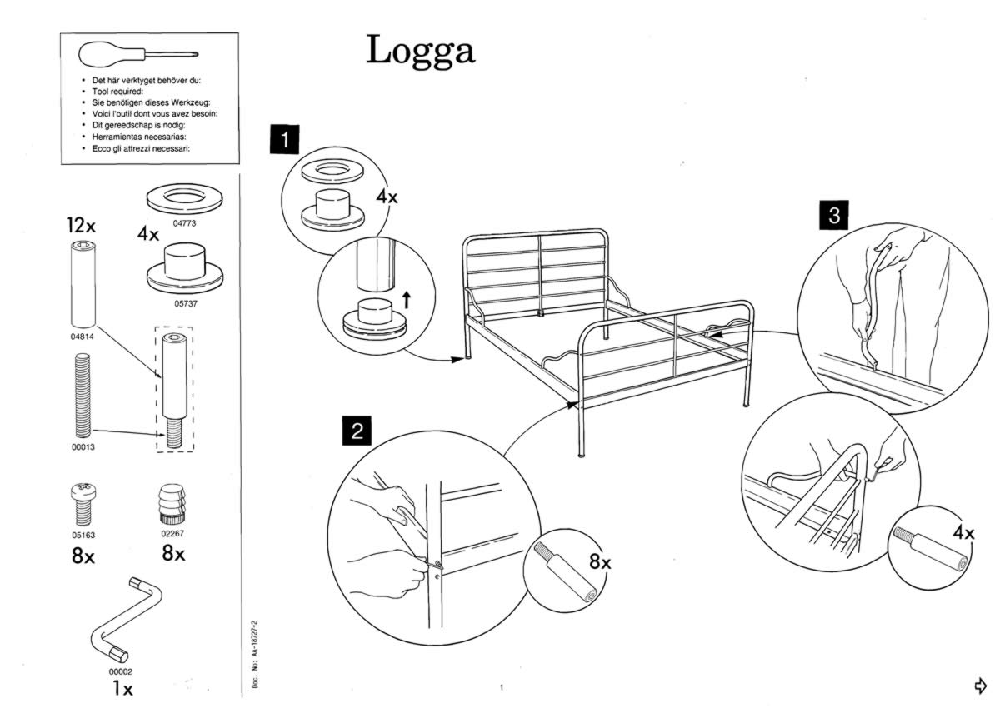 Logga
• Det här verktyget behöver du:
• Tool required:
• Sie benötigen dieses Werkzeug:
• Voici l'outil dont vous avez besoin:
• Dit gereedschap is nodig:
• Herramientas necesarias:
• Ecco gli attrezzi necessari:
04773
12x
4x
05737
04814
00013
05163
02267
8x
8x
00002
1x
Doc. No: AA-18727-2
1
4x
2
8x
3
4x
1